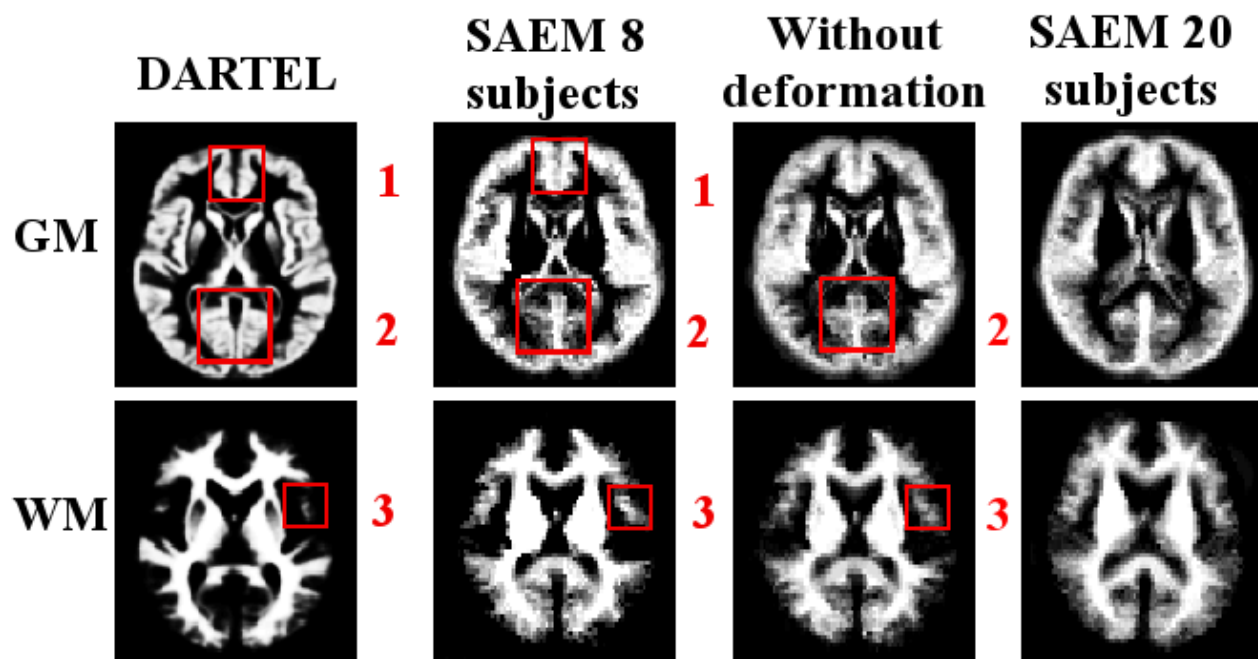 DARTEL
SAEM 8
subjects
Without
deformation
SAEM 20
subjects
GM
1
1
2
2
2
WM
3
3
3